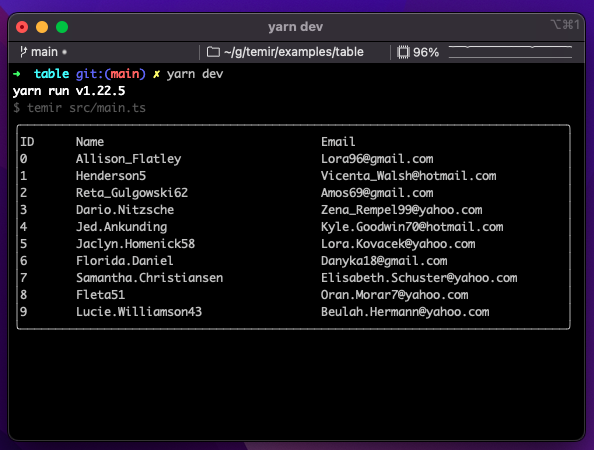 yarn dev
⌥⌘1
main
~/g/temir/examples/table
96%
➜ table git:(main) ✗ yarn dev
yarn run v1.22.5
$ temir src/main.ts
ID Name Email
0 Allison_Flatley Lora96@gmail.com
1 Henderson5 Vicenta_Walsh@hotmail.com
2 Reta_Gulgowski62 Amos69@gmail.com
3 Dario.Nitzsche Zena_Rempel99@yahoo.com
4 Jed.Ankunding Kyle.Goodwin70@hotmail.com
5 Jaclyn.Homenick58 Lora.Kovacek@yahoo.com
6 Florida.Daniel Danyka18@gmail.com
7 Samantha.Christiansen Elisabeth.Schuster@yahoo.com
8 Fleta51 Oran.Morar7@yahoo.com
9 Lucie.Williamson43 Beulah.Hermann@yahoo.com